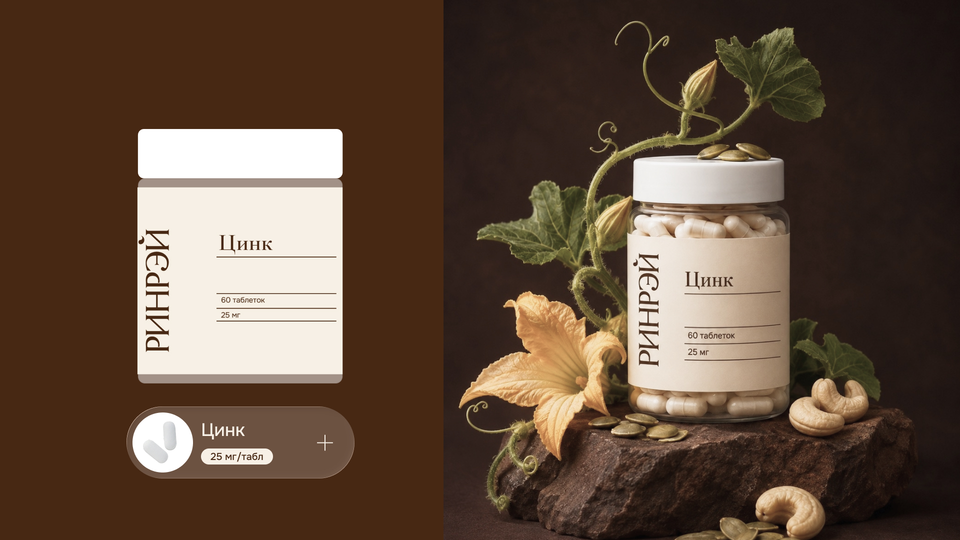 РИНРЭЙ
Цинк
60 таблеток
25 мг
Цинк
25 мг/табл
РИНРЭЙ
Цинк
60 таблеток
25 мг